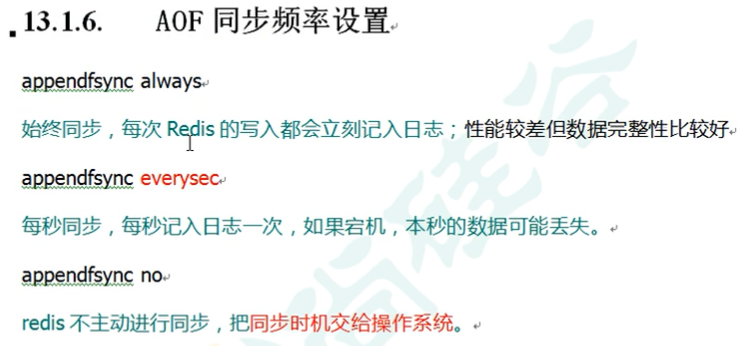 13.1.6. AOF 同步频率设置
appendfsync always
始终同步，每次 Redis 的写入都会立刻记入日志；性能较差但数据完整性比较好
appendfsync everysec
每秒同步，每秒记入日志一次，如果宕机，本秒的数据可能丢失。
appendfsync no
redis 不主动进行同步，把同步时机交给操作系统。
尚硅谷